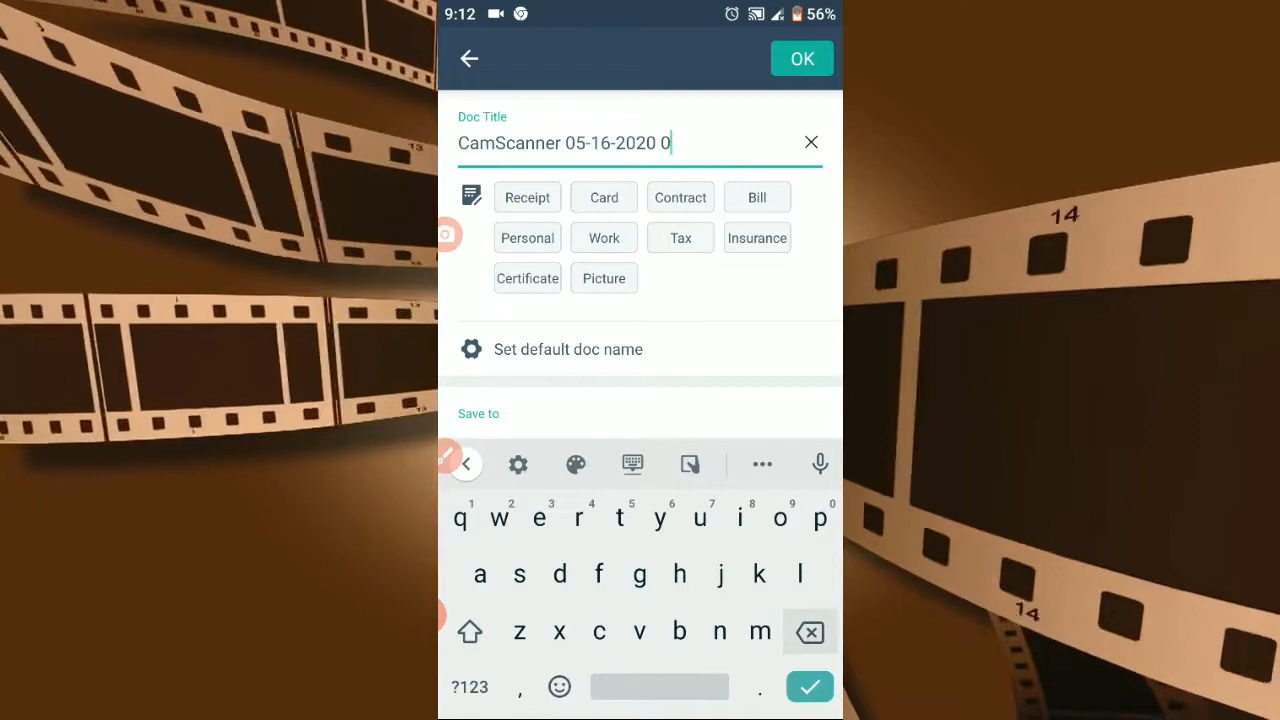 9:12 56%
OK
Doc Title
CamScanner 05-16-2020 0
Receipt Card Contract Bill
Personal Work Tax Insurance
Certificate Picture
Set default doc name
Save to
1 2 3 4 5 6 7 8 9 0
q w e r t y u i o p
a s d f g h j k l
z x c v b n m
?123 , .
14
14